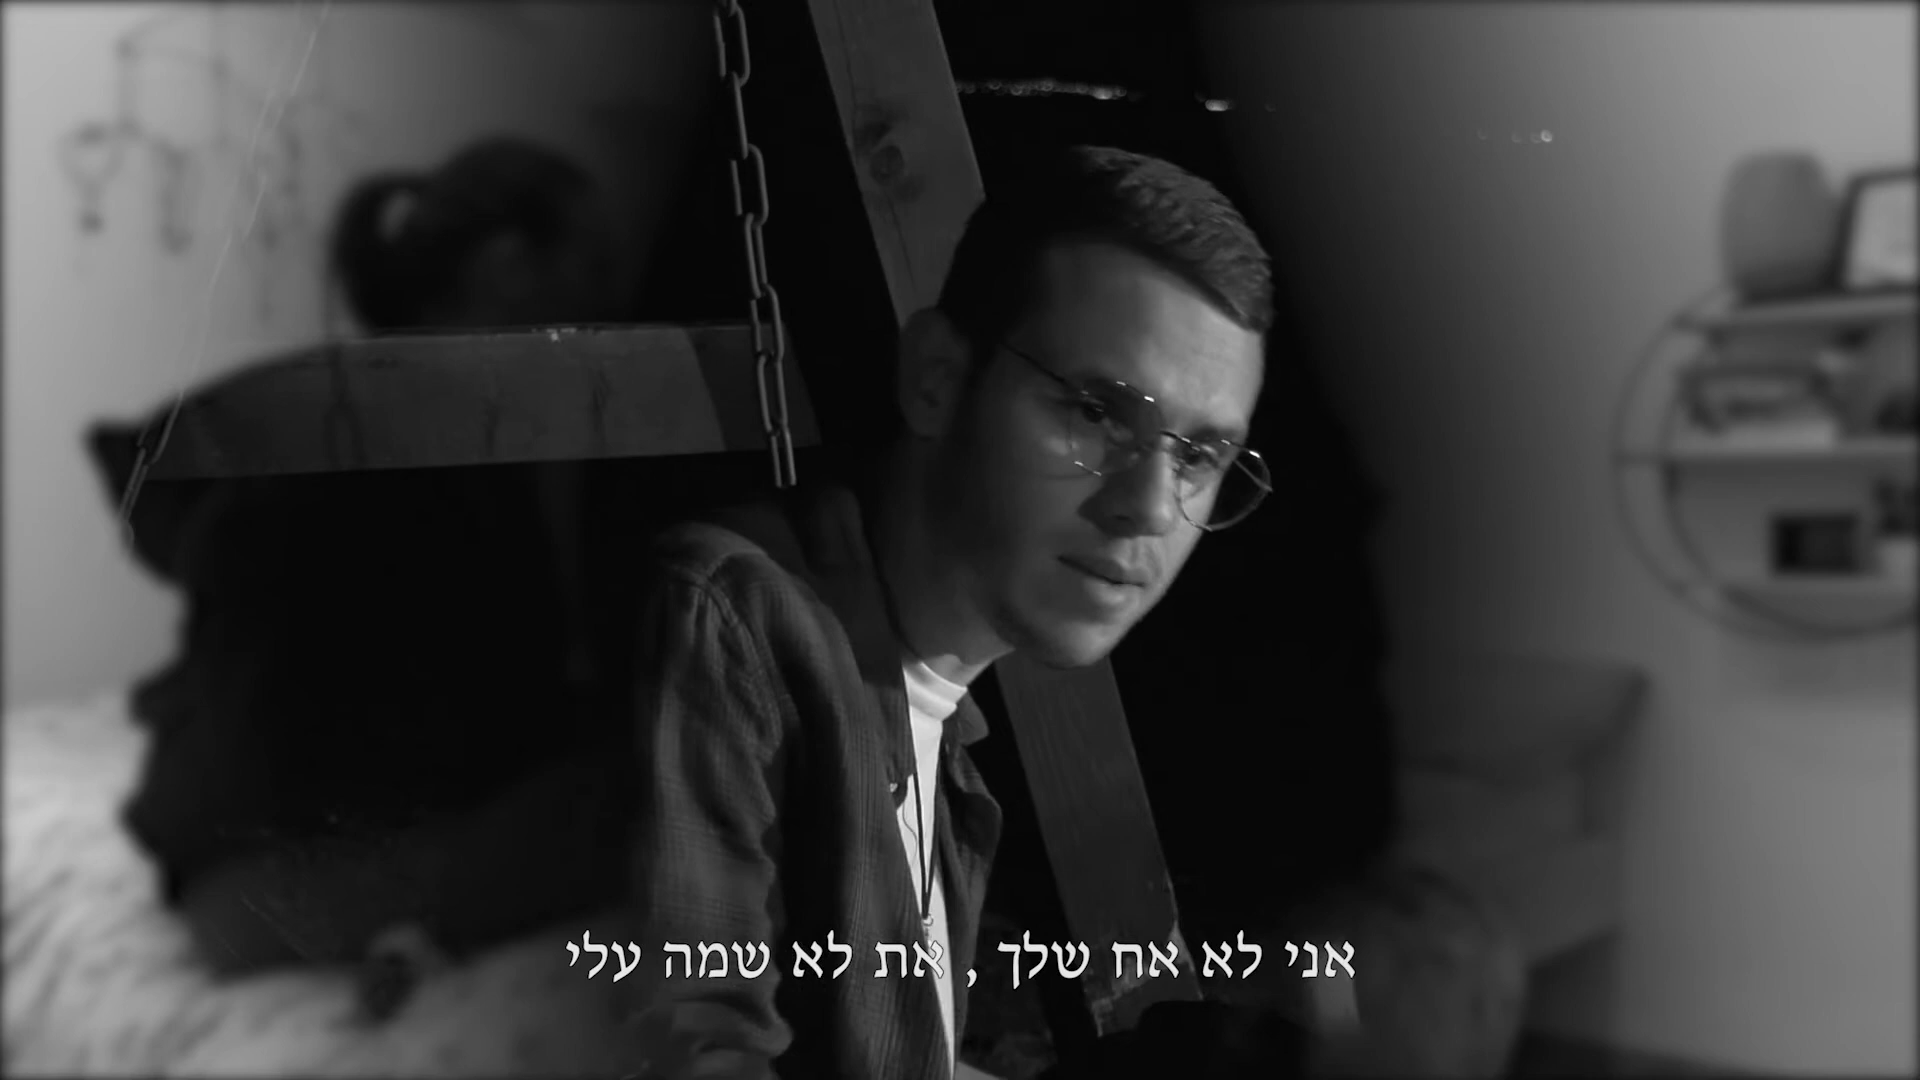 אני לא אח שלך , את לא שמה עלי